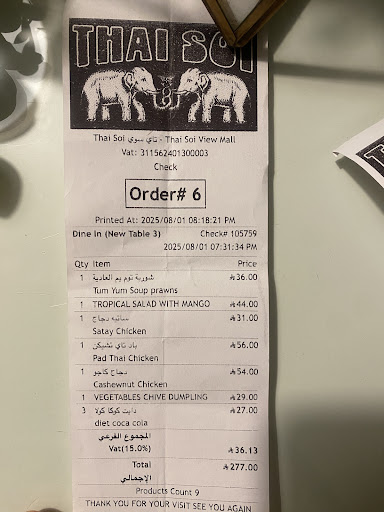 THAI SOI
Thai Soi تاي سوي - Thai Soi View Mall
Vat: 311562401300003
Check
Order# 6
Printed At: 2025/08/01 08:18:21 PM
Dine In (New Table 3) Check# 105759
2025/08/01 07:31:34 PM
Qty Item Price
1 شوربة توم يم العادية 36.00
Tum Yum Soup prawns
1 TROPICAL SALAD WITH MANGO 44.00
1 ساتيه دجاج 31.00
Satay Chicken
1 باد تاي تشيكن 56.00
Pad Thai Chicken
1 دجاج كاجو 54.00
Cashewnut Chicken
1 VEGETABLES CHIVE DUMPLING 29.00
3 دايت كوكا كولا 27.00
diet coca cola
المجموع الفرعي
Vat(15.0%) 36.13
Total 277.00
الإجمالي
Products Count 9
THANK YOU FOR YOUR VISIT SEE YOU AGAIN